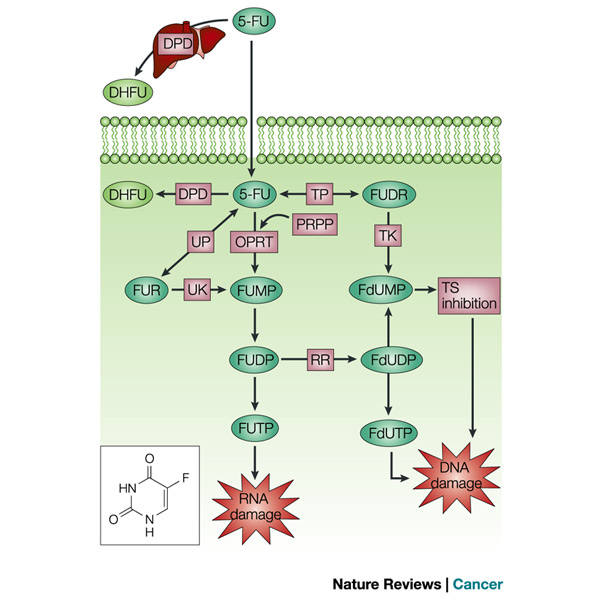 5-FU
DPD
DHFU
DHFU
DPD
5-FU
TP
FUDR
PRPP
UP
OPRT
TK
FUR
UK
FUMP
FdUMP
TS
inhibition
FUDP
RR
FdUDP
FUTP
FdUTP
DNA
damage
RNA
damage
O
F
HN
O
N
H
Nature Reviews | Cancer